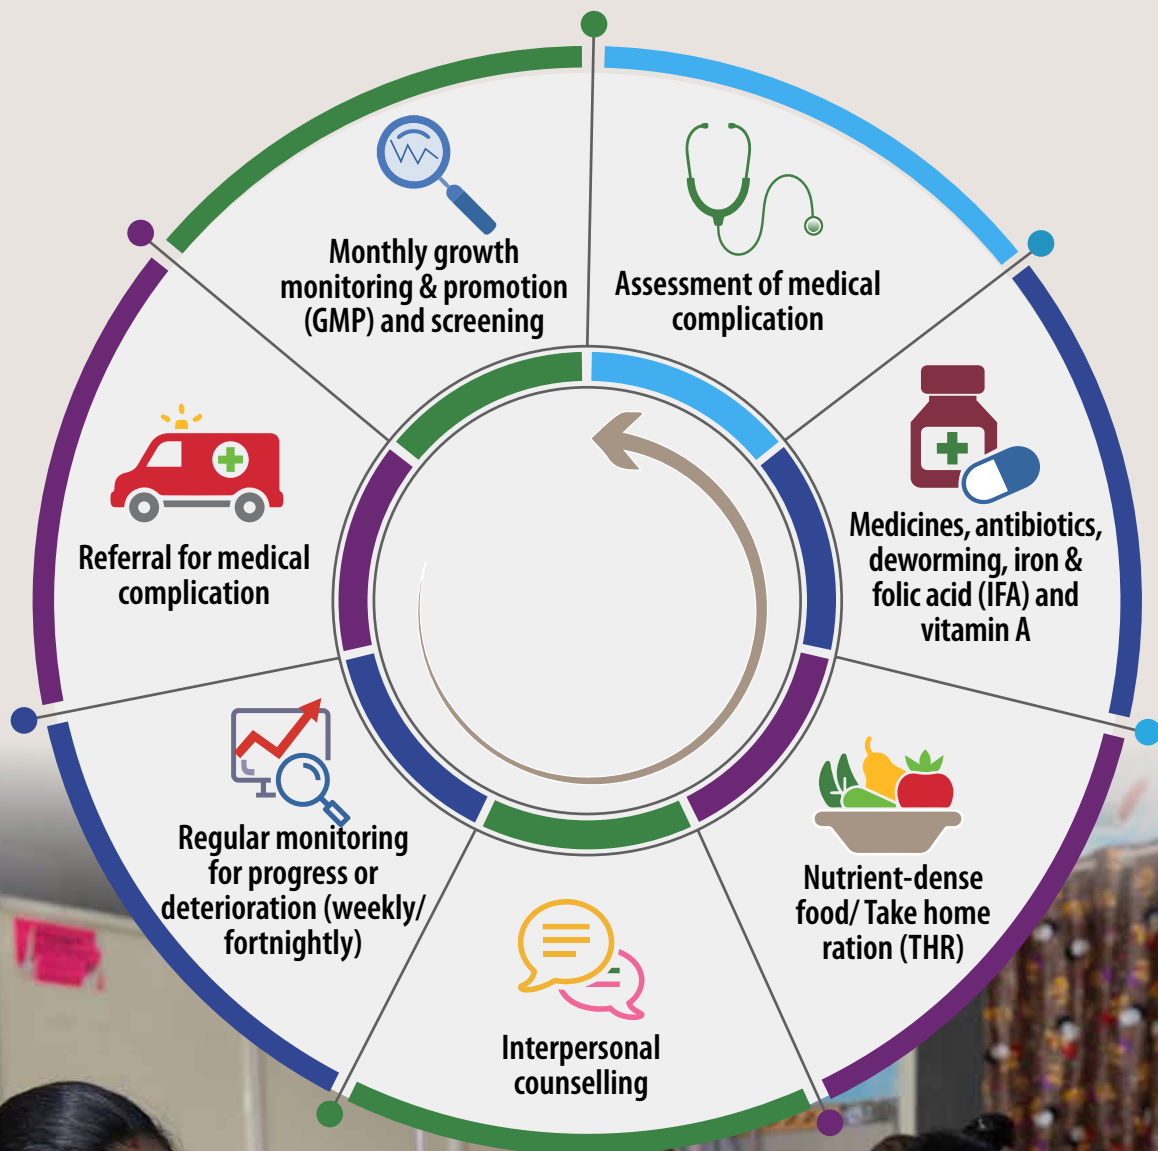 Monthly growth
monitoring & promotion
(GMP) and screening
Assessment of medical
complication
Medicines, antibiotics,
deworming, iron &
folic acid (IFA) and
vitamin A
Nutrient-dense
food/ Take home
ration (THR)
Interpersonal
counselling
Regular monitoring
for progress or
deterioration (weekly/
fortnightly)
Referral for medical
complication